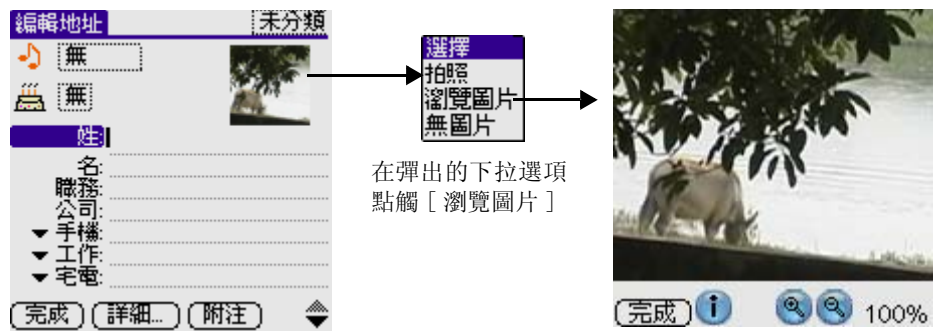 編輯地址 未分類
無
無
姓:
名:
職務:
公司:
手機:
工作:
宅電:
完成 詳細... 附注
選擇
拍照
瀏覽圖片
無圖片
在彈出的下拉選項
點觸 [ 瀏覽圖片 ]
完成 i 100%